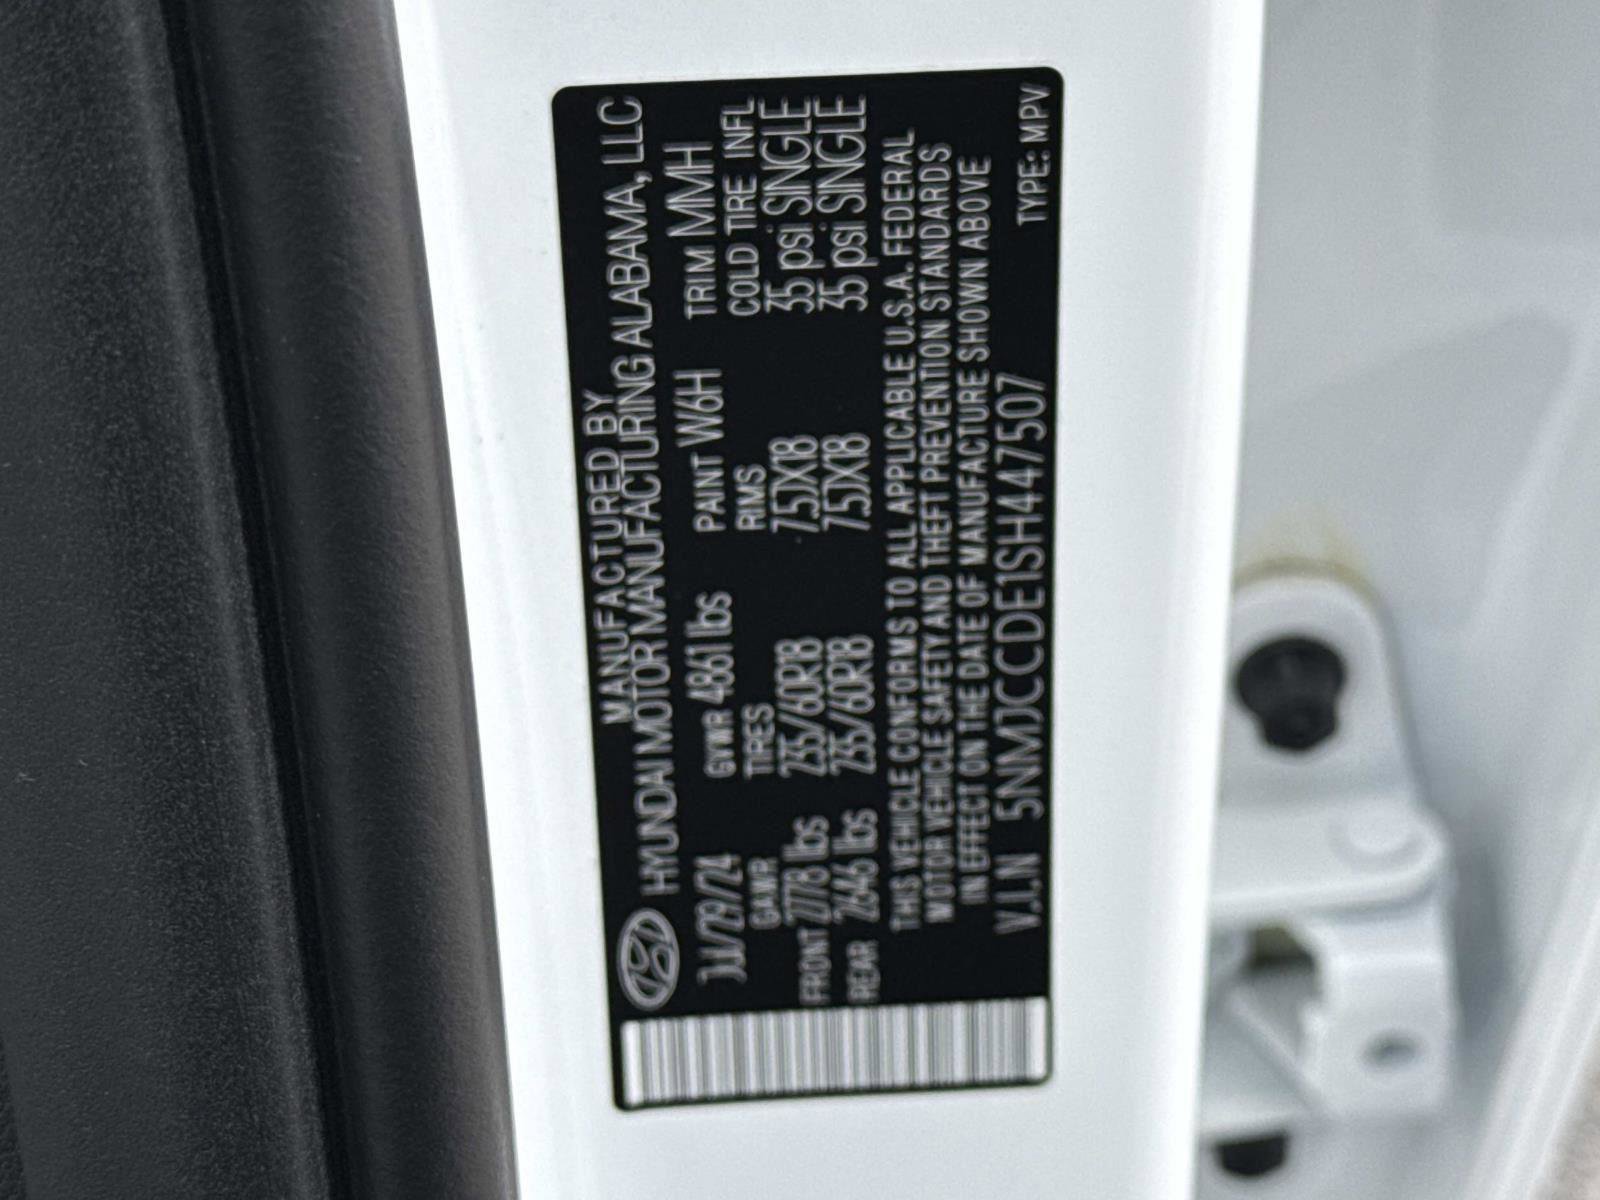 MANUFACTURED BY
HYUNDAI MOTOR MANUFACTURING ALABAMA, LLC
11/29/24 GVWR 4861 lbs PAINT W6H TRIM MMH
GAWR TIRES RIMS COLD TIRE INFL
FRONT 2778 lbs 235/60R18 7.5JX18 35 psi SINGLE
REAR 2646 lbs 235/60R18 7.5JX18 35 psi SINGLE
THIS VEHICLE CONFORMS TO ALL APPLICABLE U.S.A. FEDERAL
MOTOR VEHICLE SAFETY AND THEFT PREVENTION STANDARDS
IN EFFECT ON THE DATE OF MANUFACTURE SHOWN ABOVE
V.I.N 5NMJCCDE1SH447507 TYPE: MPV